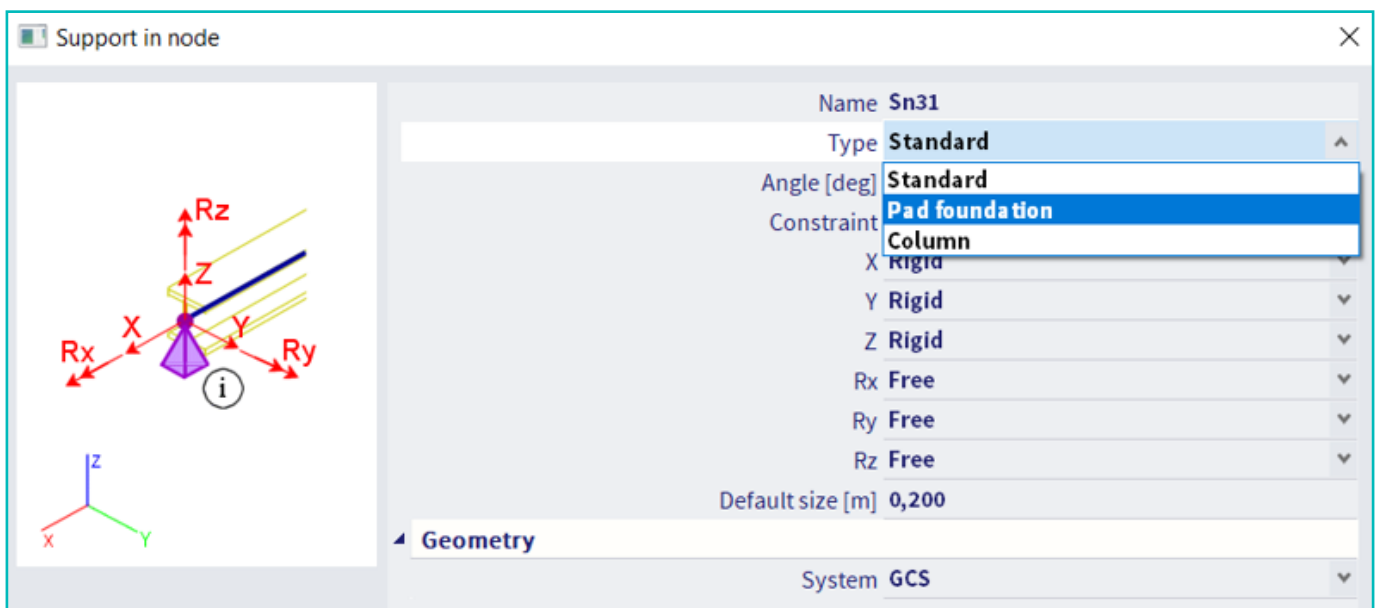 Support in node
Name Sn31
Type Standard
Angle [deg] Standard
Pad foundation
Constraint
Column
X Rigid
Y Rigid
Z Rigid
Rx Free
Ry Free
Rz Free
Default size [m] 0,200
Geometry
System GCS
Rz
Z
X
Y
Rx
Ry
i
z
x
Y